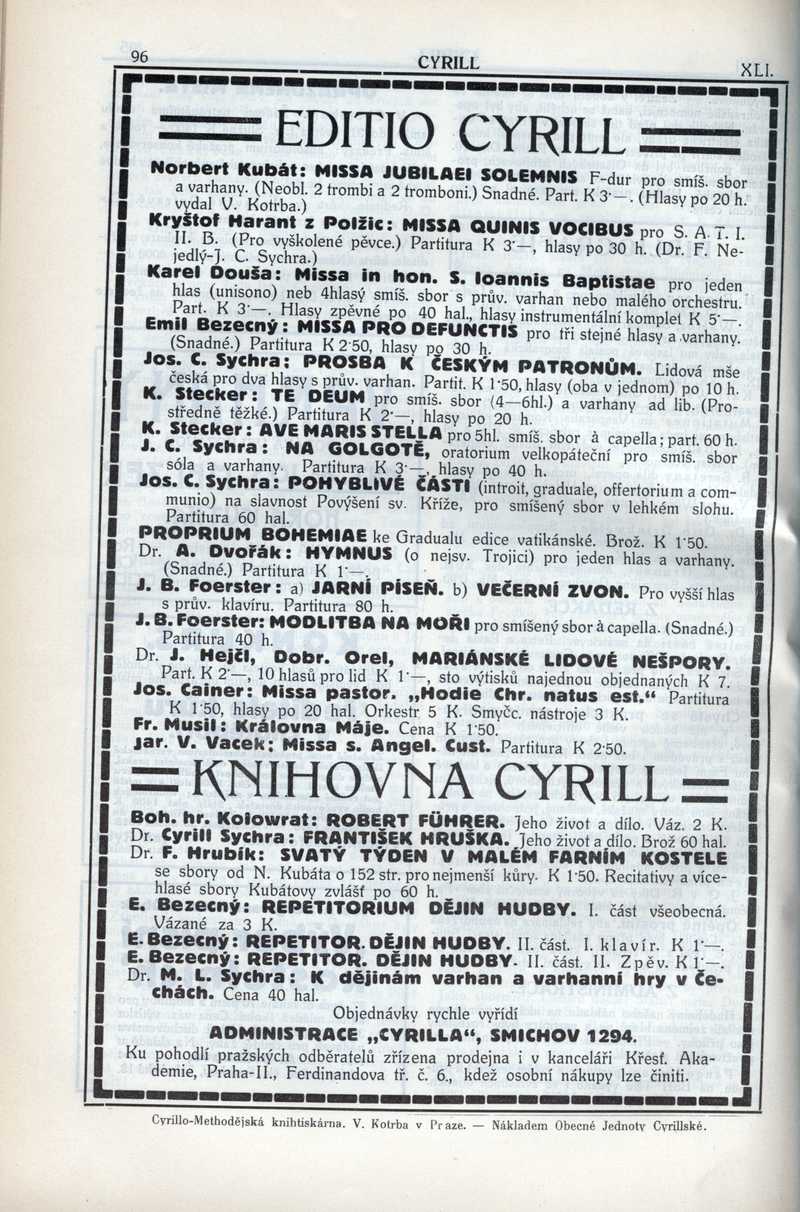 96
CYRILL
XLI.
EDITIO CYRILL
Norbert Kubát: MISSA JUBILAEI SOLEMNIS F-dur pro smíš. sbor
a varhany. (Neobl. 2 trombi a 2 tromboni.) Snadné. Part. K 3·—. (Hlasy po 20 h.
vydal V. Kotrba.)
Kryštof Harant z Polžic: MISSA QUINIS VOCIBUS pro S. A. T. I.
II. B. (Pro vyškolené pěvce.) Partitura K 3·—, hlasy po 30 h. (Dr. F. Ne-
jedlý-J. C. Sychra.)
Karel Douša: Missa in hon. S. Ioannis Baptistae pro jeden
hlas (unisono) neb 4hlasý smíš. sbor s prův. varhan nebo malého orchestru.
Part. K 3·—. Hlasy zpěvné po 40 hal., hlasy instrumentální komplet K 5·—.
Emil Bezecný: MISSA PRO DEFUNCTIS pro tři stejné hlasy a varhany.
(Snadné.) Partitura K 2·50, hlasy po 30 h.
Jos. C. Sychra: PROSBA K ČESKÝM PATRONŮM. Lidová mše
česká pro dva hlasy s prův. varhan. Partit. K 1·50, hlasy (oba v jednom) po 10 h.
K. Stecker: TE DEUM pro smíš. sbor (4—6hl.) a varhany ad lib. (Pro-
středně těžké.) Partitura K 2·—, hlasy po 20 h.
K. Stecker: AVE MARIS STELLA pro 5hl. smíš. sbor à capella; part. 60 h.
J. C. Sychra: NA GOLGOTĚ, oratorium velkopáteční pro smíš. sbor
sóla a varhany. Partitura K 3·—, hlasy po 40 h.
Jos. C. Sychra: POHYBLIVÉ ČÁSTI (introit, graduale, offertorium a com-
munio) na slavnost Povýšení sv. Kříže, pro smíšený sbor v lehkém slohu.
Partitura 60 hal.
PROPRIUM BOHEMIAE ke Gradualu edice vatikánské. Brož. K 1·50.
Dr. A. Dvořák: HYMNUS (o nejsv. Trojici) pro jeden hlas a varhany.
(Snadné.) Partitura K 1·—.
J. B. Foerster: a) JARNÍ PÍSEŇ. b) VEČERNÍ ZVON. Pro vyšší hlas
s prův. klavíru. Partitura 80 h.
J. B. Foerster: MODLITBA NA MOŘI pro smíšený sbor à capella. (Snadné.)
Partitura 40 h.
Dr. J. Hejčl, Dobr. Orel, MARIÁNSKÉ LIDOVÉ NEŠPORY.
Part. K 2·—, 10 hlasů pro lid K 1·—, sto výtisků najednou objednaných K 7.
Jos. Cainer: Missa pastor. „Hodie Chr. natus est.“ Partitura
K 1·50, hlasy po 20 hal. Orkestr 5 K. Smyčc. nástroje 3 K.
Fr. Musil: Královna Máje. Cena K 1·50.
Jar. V. Vacek: Missa s. Angel. Cust. Partitura K 2·50.
KNIHOVNA CYRILL
Boh. hr. Kolowrat: ROBERT FÜHRER. Jeho život a dílo. Váz. 2 K.
Dr. Cyrill Sychra: FRANTIŠEK HRUŠKA. Jeho život a dílo. Brož 60 hal.
Dr. F. Hrubík: SVATÝ TÝDEN V MALÉM FARNÍM KOSTELE
se sbory od N. Kubáta o 152 str. pro nejmenší kůry. K 1·50. Recitativy a více-
hlasé sbory Kubátovy zvlášť po 60 h.
E. Bezecný: REPETITORIUM DĚJIN HUDBY. I. část všeobecná.
Vázané za 3 K.
E. Bezecný: REPETITOR. DĚJIN HUDBY. II. část. I. klavír. K 1·—.
E. Bezecný: REPETITOR. DĚJIN HUDBY. II. část. II. Zpěv. K 1·—.
Dr. M. L. Sychra: K dějinám varhan a varhanní hry v Če-
chách. Cena 40 hal.
Objednávky rychle vyřídí
ADMINISTRACE „CYRILLA“, SMICHOV 1294.
Ku pohodlí pražských odběratelů zřízena prodejna i v kanceláři Křesť. Aka-
demie, Praha-II., Ferdinandova tř. č. 6., kdež osobní nákupy lze činiti.
Cyrillo-Methodějská knihtiskárna. V. Kotrba v Praze. — Nákladem Obecné Jednoty Cyrillské.